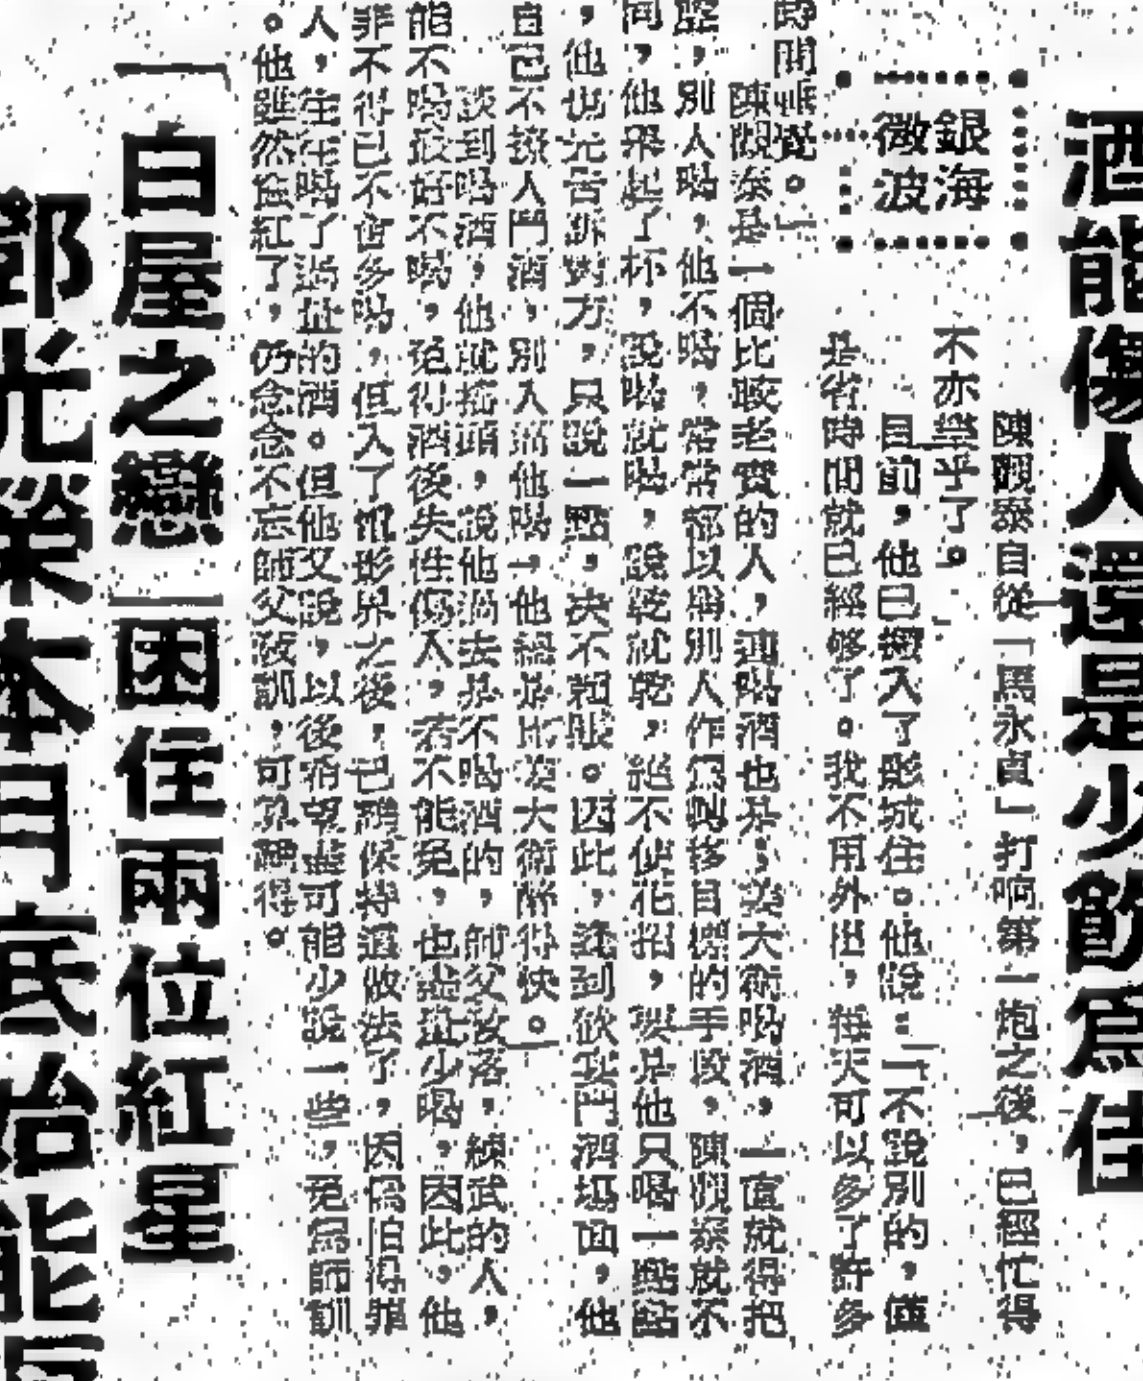 酒能傷人還是少飲爲佳
銀海
微波
陳觀泰自從「馬永貞」打响第一炮之後，已經忙得
不亦樂乎了。
目前，他已搬入了影城住。他說：「不說別的，僅
是省時間就已經够了。我不用外出，每天可以多了許多
時間睡覺。」
陳觀泰是一個比較老實的人，連喝酒也是，姜大衛喝酒，一直就得把
別人喝，他不喝，常常都以將別人作爲轉移目標的手段，陳觀泰就不
同，他舉起了杯，說喝就喝，說乾就乾，絕不使花招，要是他只喝一點點
，他也先告訴對方，只說一點，決不賴賬。因此，談到飲酒鬥酒場面，他
自己不撩人鬥酒，別人逼他喝，他總是比姜大衛醉得快。
談到喝酒，他就搖頭，說他過去是不喝酒的，師父教落，練武的人，
能不喝最好不喝，免得酒後失性傷人，若不能免，也盡量少喝，因此，他
非不得已不會多喝，但入了電影界之後，已難保持這做法了，因爲怕得罪
人，往往喝了過量的酒。但他又說，以後希望盡可能少說一些，免爲師訓
。他雖然走紅了，仍念念不忘師父教訓，可算難得。
「白屋之戀」困住兩位紅星
鄧光榮本月底始能